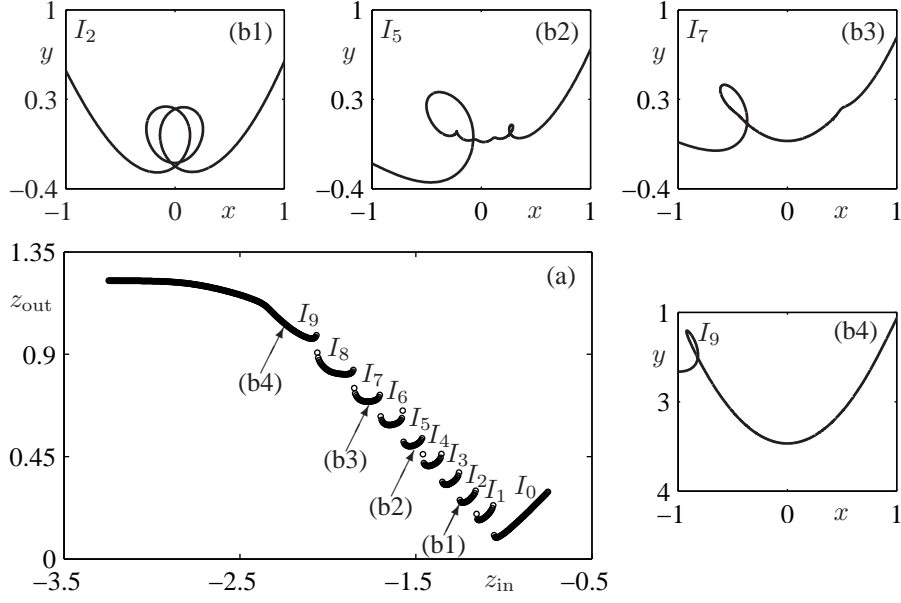 1 I2 (b1)
y
0.3
−0.4
−1 0 x 1
1 I5 (b2)
y
0.3
−0.4
−1 0 x 1
1 I7 (b3)
y
0.3
−0.4
−1 0 x 1
1.35 (a)
zout
0.9
0.45
0
−3.5 −2.5 −1.5 zin −0.5
I9
I8
I7
I6
I5
I4
I3
I2
I1 I0
(b4)
(b3)
(b2)
(b1)
1 I9 (b4)
y
3
4
−1 0 x 1